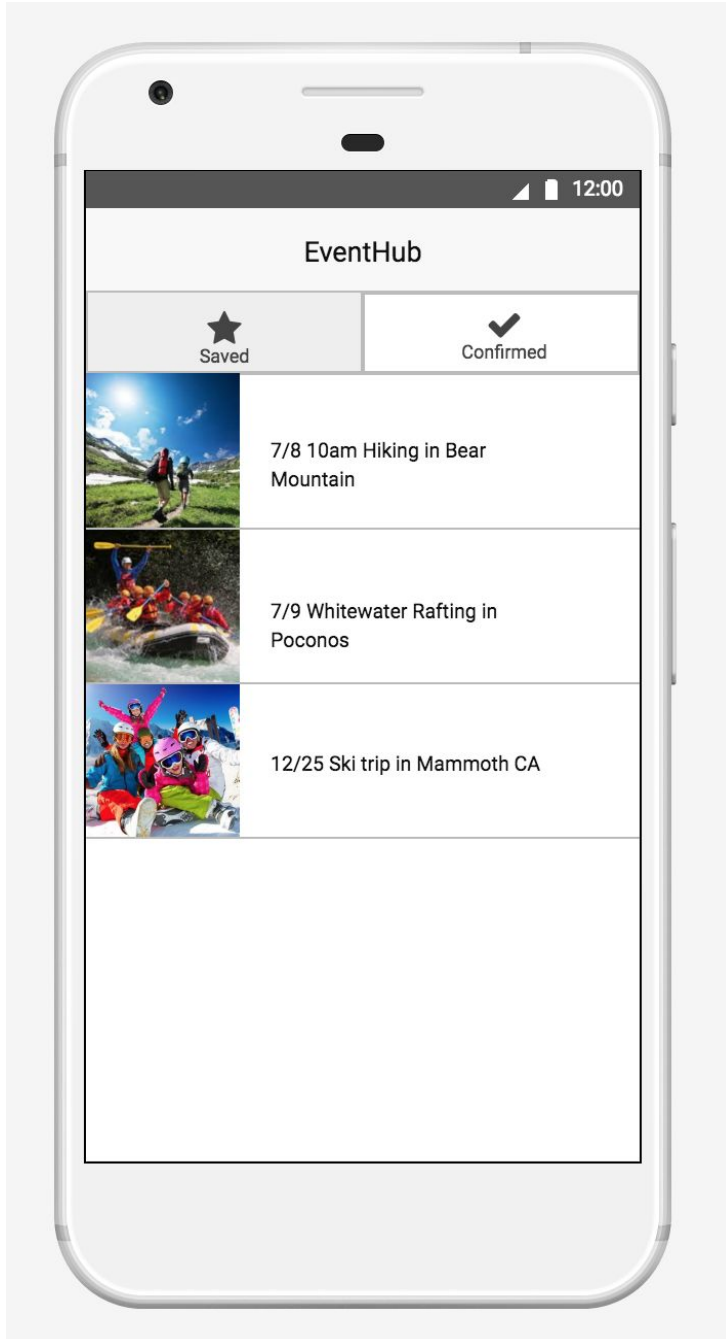 12:00
EventHub
Saved
Confirmed
7/8 10am Hiking in Bear
Mountain
7/9 Whitewater Rafting in
Poconos
12/25 Ski trip in Mammoth CA